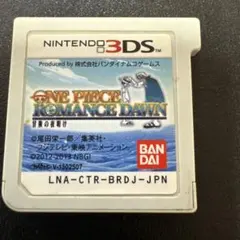 NINTENDO 3DS
Produced by 株式会社バンダイナムコゲームス
ONE PIECE
ROMANCE DAWN
冒険の夜明け
©尾田栄一郎/集英社・
フジテレビ・東映アニメーション
©2012-2013 NBGI
BAN
DAI
LNA-CTR-BRDJ-JPN